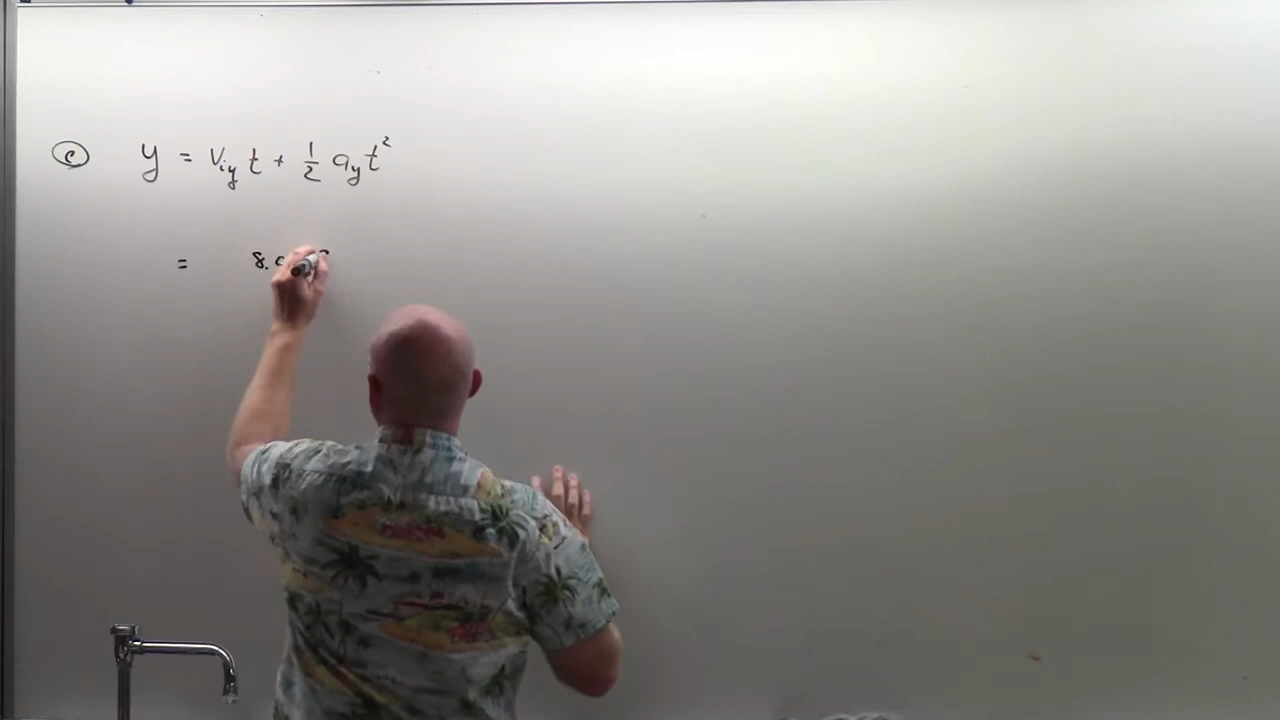 ⓒ y = v_iy t + 1/2 a_y t²
= 8.